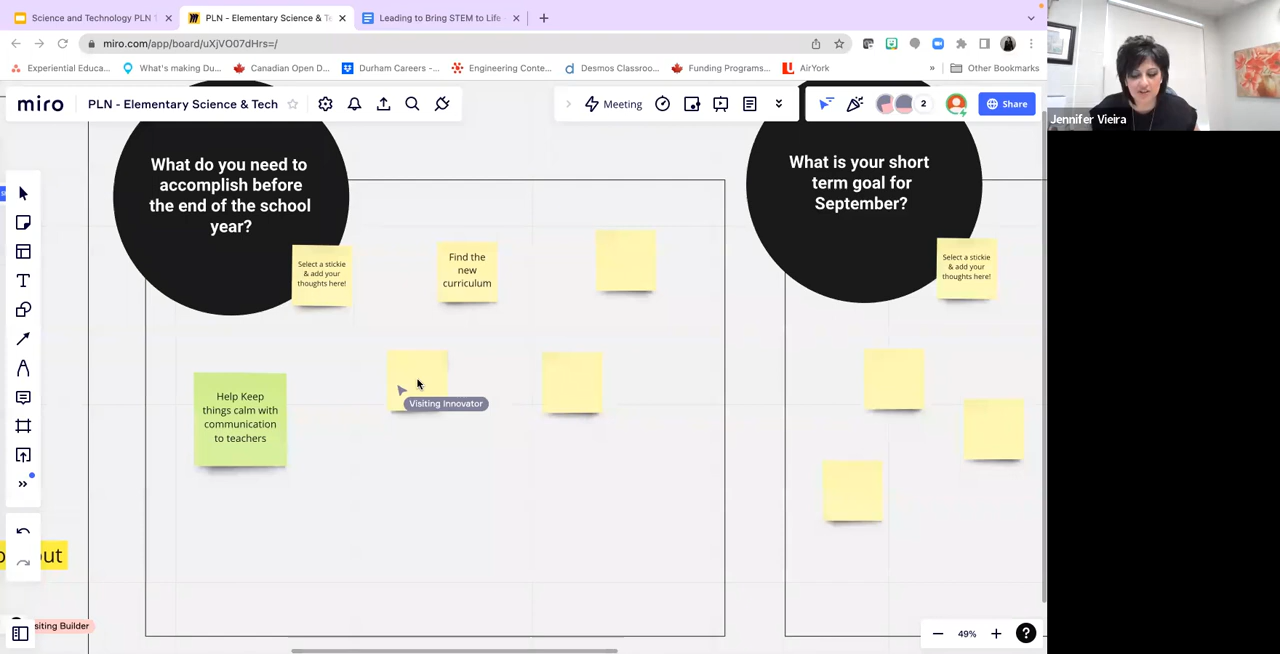 Science and Technology PLN
PLN - Elementary Science & Te
Leading to Bring STEM to Life
miro.com/app/board/uXjVO07dHrs=/
Experiential Educa...
What's making Du...
Canadian Open D...
Durham Careers -...
Engineering Conte...
Desmos Classroo...
Funding Programs...
AirYork
Other Bookmarks
miro
PLN - Elementary Science & Tech
Meeting
2
Share
Jennifer Vieira
What do you need to
accomplish before
the end of the school
year?
Select a stickie
& add your
thoughts here!
Find the
new
curriculum
Help Keep
things calm with
communication
to teachers
Visiting Innovator
What is your short
term goal for
September?
Select a stickie
& add your
thoughts here!
out
siting Builder
49%